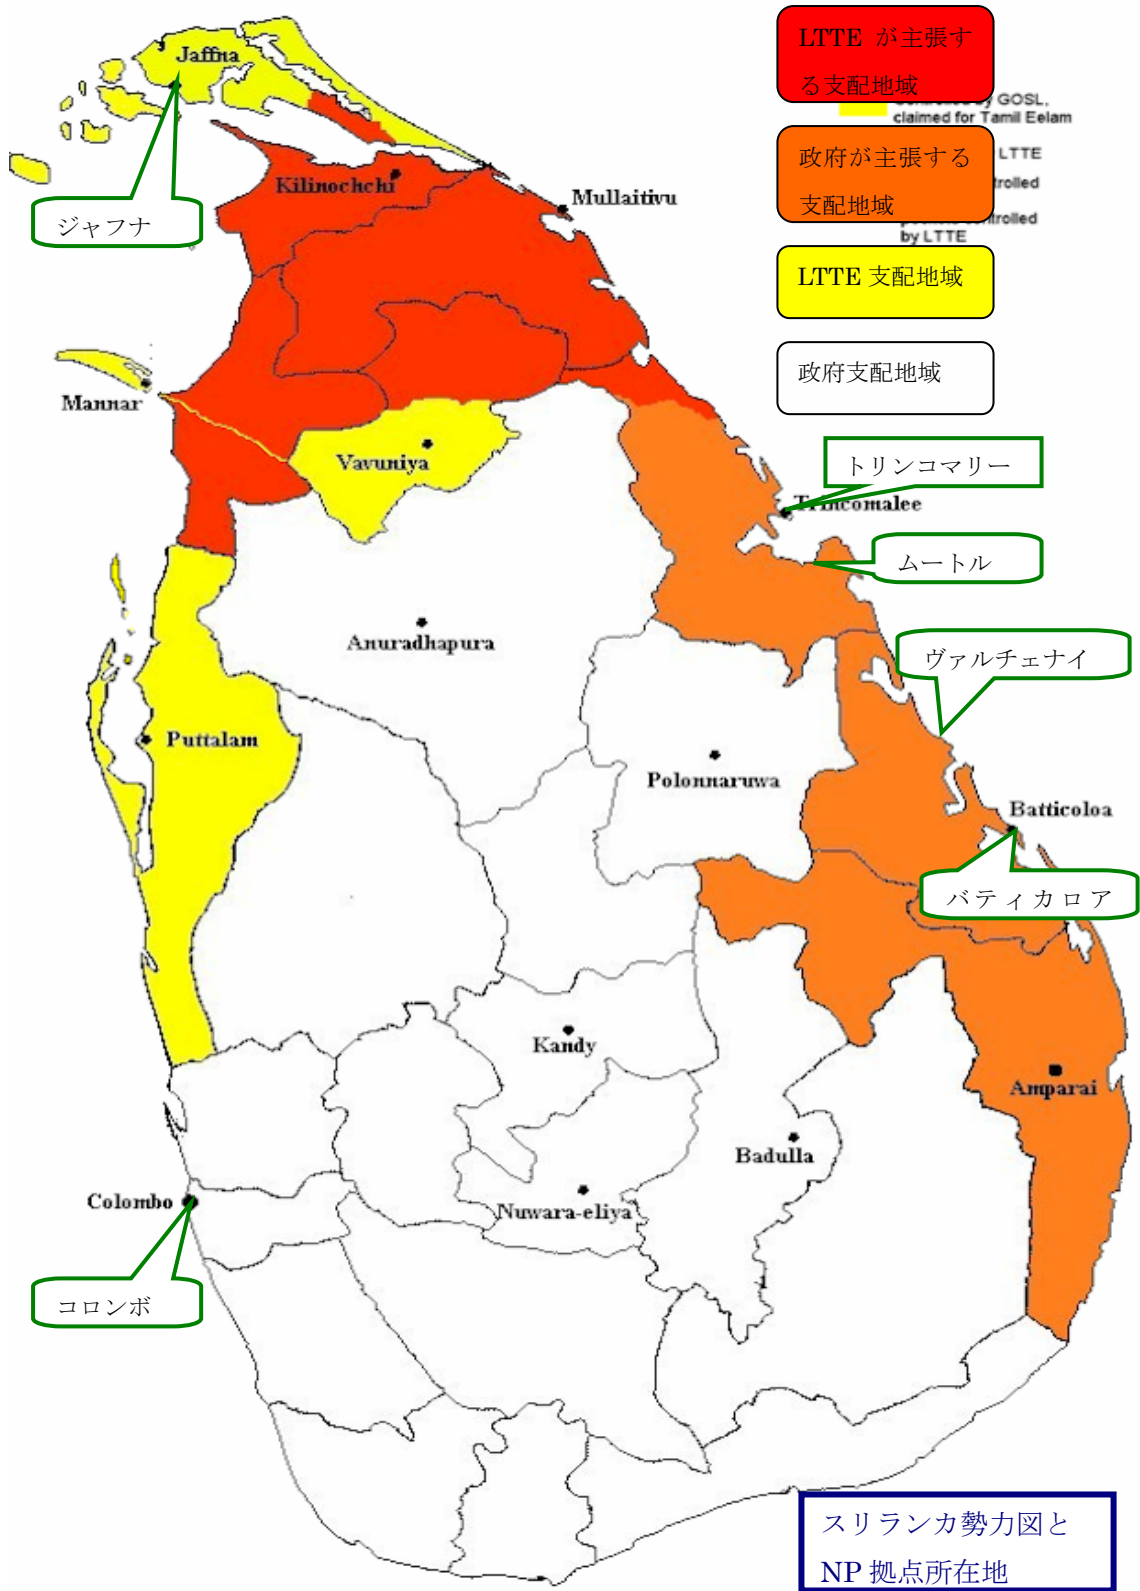 LTTE が主張す
る支配地域
Controlled by GOSL,
claimed for Tamil Eelam
政府が主張する
支配地域
LTTE
trolled
controlled
by LTTE
LTTE 支配地域
政府支配地域
Jaffna
ジャフナ
Kilinochchi
Mullaitivu
Mannar
Vavuniya
トリンコマリー
Trincomalee
ムートル
Anuradhapura
ヴァルチェナイ
Puttalam
Polonnaruwa
Batticoloa
バティカロア
Kandy
Amparai
Badulla
Colombo
Nuwara-eliya
コロンボ
スリランカ勢力図と
NP 拠点所在地